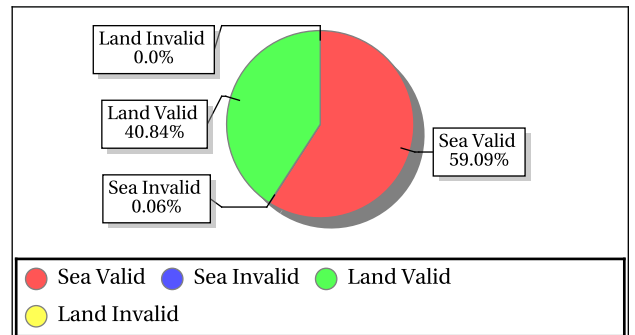 Land Invalid
0.0%
Land Valid
40.84%
Sea Invalid
0.06%
Sea Valid
59.09%
Sea Valid Sea Invalid Land Valid
Land Invalid